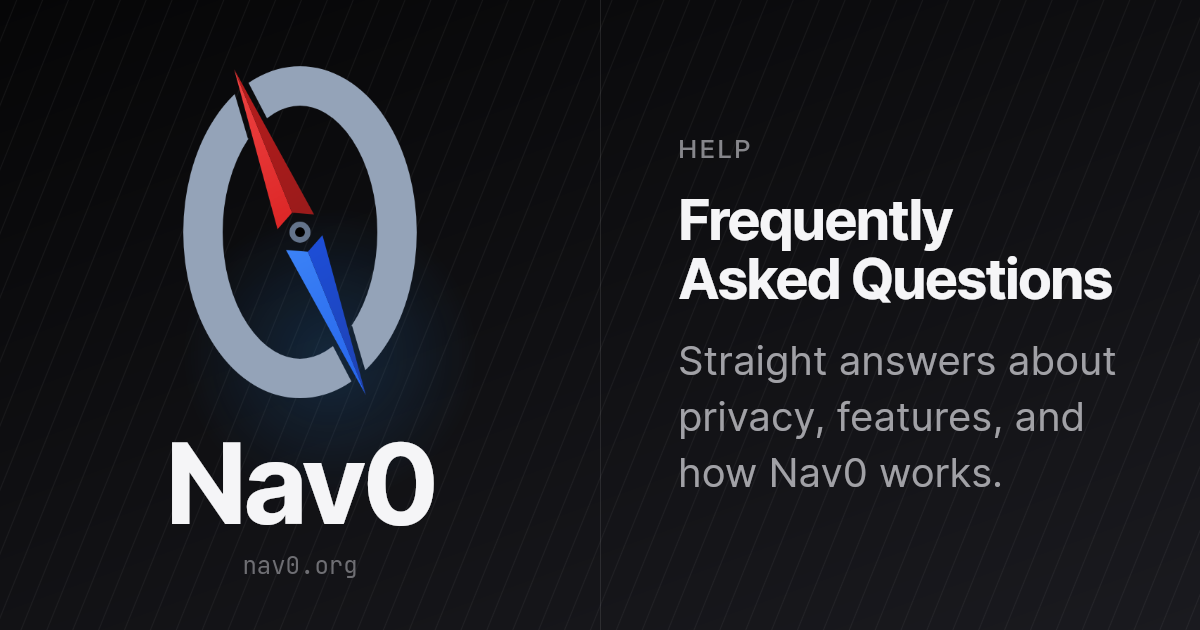 Nav0
nav0.org
HELP
Frequently
Asked Questions
Straight answers about
privacy, features, and
how Nav0 works.